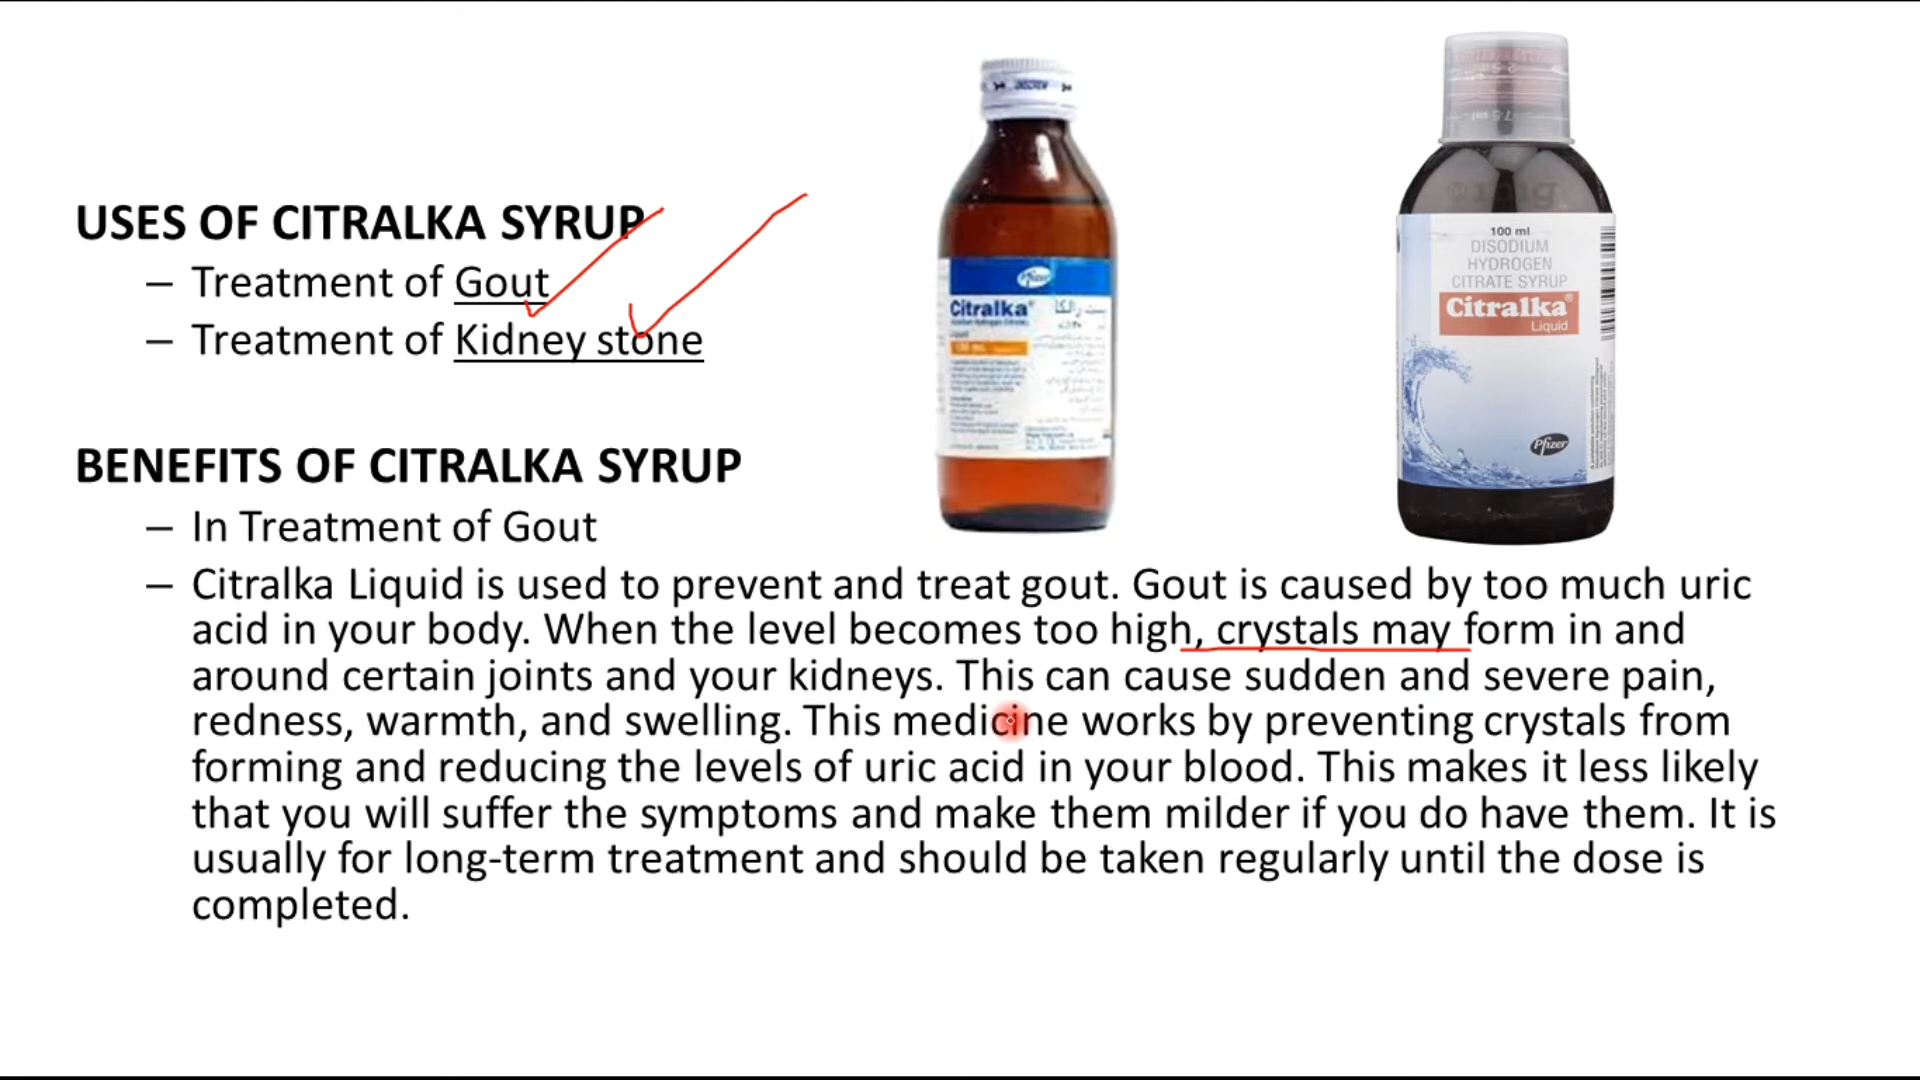 USES OF CITRALKA SYRUP
– Treatment of Gout
– Treatment of Kidney stone
BENEFITS OF CITRALKA SYRUP
– In Treatment of Gout
– Citralka Liquid is used to prevent and treat gout. Gout is caused by too much uric
acid in your body. When the level becomes too high, crystals may form in and
around certain joints and your kidneys. This can cause sudden and severe pain,
redness, warmth, and swelling. This medicine works by preventing crystals from
forming and reducing the levels of uric acid in your blood. This makes it less likely
that you will suffer the symptoms and make them milder if you do have them. It is
usually for long-term treatment and should be taken regularly until the dose is
completed.
Pfizer
Citralka®
100 ml
DISODIUM
HYDROGEN
CITRATE SYRUP
Citralka®
Liquid
Pfizer